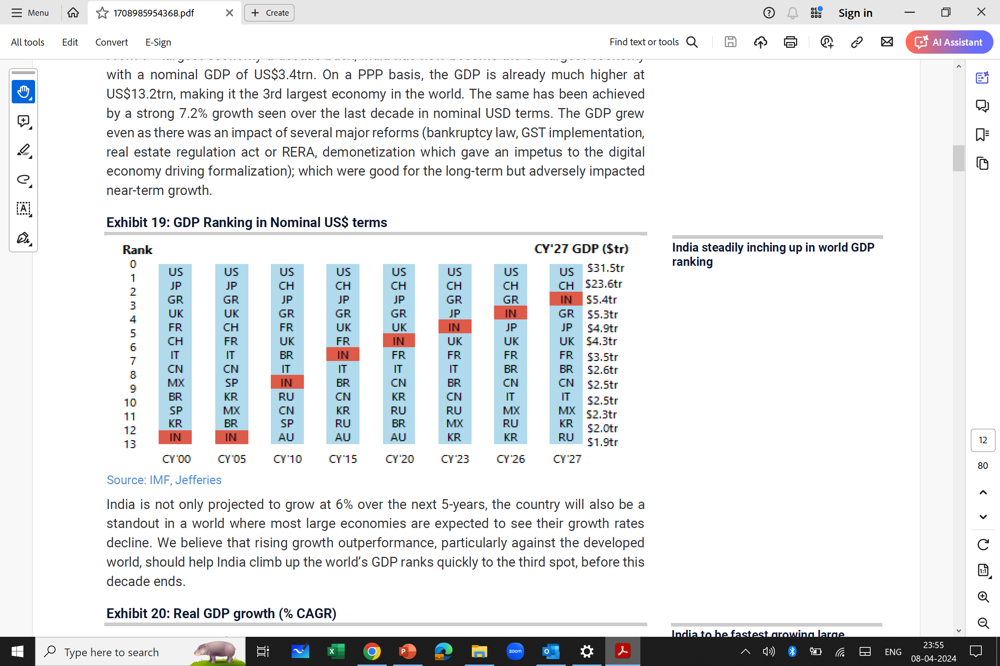 Menu
1708985954368.pdf
Create
Sign in
All tools
Edit
Convert
E-Sign
Find text or tools
AI Assistant
with a nominal GDP of US$3.4trn. On a PPP basis, the GDP is already much higher at
US$13.2trn, making it the 3rd largest economy in the world. The same has been achieved
by a strong 7.2% growth seen over the last decade in nominal USD terms. The GDP grew
even as there was an impact of several major reforms (bankruptcy law, GST implementation,
real estate regulation act or RERA, demonetization which gave an impetus to the digital
economy driving formalization); which were good for the long-term but adversely impacted
near-term growth.
Exhibit 19: GDP Ranking in Nominal US$ terms
India steadily inching up in world GDP
ranking
Rank CY'27 GDP ($tr)
0
US US US US US US US US $31.5tr
1
JP JP CH CH CH CH CH CH $23.6tr
2
GR GR JP JP JP GR GR IN $5.4tr
3
UK UK GR GR GR JP IN GR $5.3tr
4
FR CH FR UK UK IN JP JP $4.9tr
5
CH FR UK FR IN UK UK UK $4.3tr
6
IT IT BR IN FR FR FR FR $3.5tr
7
CN CN IT IT IT IT BR BR $2.6tr
8
MX SP IN BR CN BR CN CN $2.5tr
9
BR KR RU CN KR CN IT IT $2.5tr
10
SP MX CN KR RU RU MX MX $2.3tr
11
KR BR SP RU BR MX RU KR $2.0tr
12
IN IN AU AU AU KR KR RU $1.9tr
13
CY'00 CY'05 CY'10 CY'15 CY'20 CY'23 CY'26 CY'27
Source: IMF, Jefferies
India is not only projected to grow at 6% over the next 5-years, the country will also be a
standout in a world where most large economies are expected to see their growth rates
decline. We believe that rising growth outperformance, particularly against the developed
world, should help India climb up the world’s GDP ranks quickly to the third spot, before this
decade ends.
Exhibit 20: Real GDP growth (% CAGR)
India to be fastest growing large
12
80
1:1
Type here to search
zoom
ENG
23:55
08-04-2024